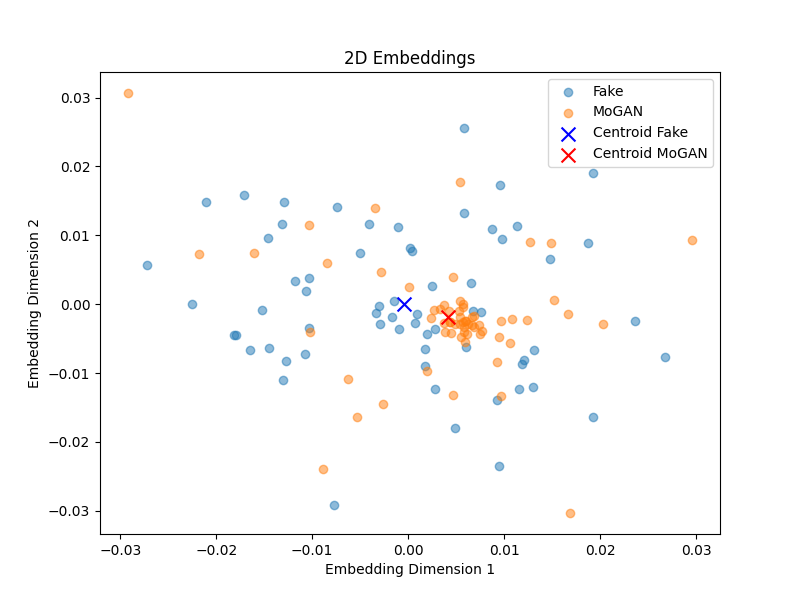 2D Embeddings
Fake
MoGAN
Centroid Fake
Centroid MoGAN
Embedding Dimension 2
0.03
0.02
0.01
0.00
−0.01
−0.02
−0.03
−0.03
−0.02
−0.01
0.00
0.01
0.02
0.03
Embedding Dimension 1